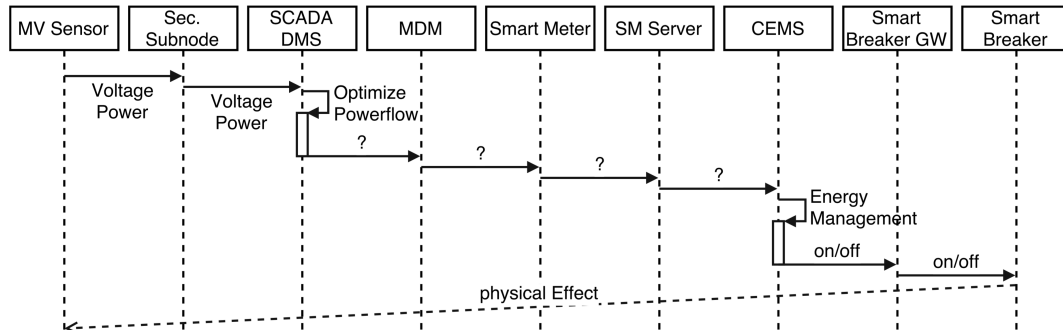 MV Sensor
Sec.
Subnode
SCADA
DMS
MDM
Smart Meter
SM Server
CEMS
Smart
Breaker GW
Smart
Breaker
Voltage
Power
Voltage
Power
Optimize
Powerflow
?
?
?
?
Energy
Management
on/off
on/off
physical Effect